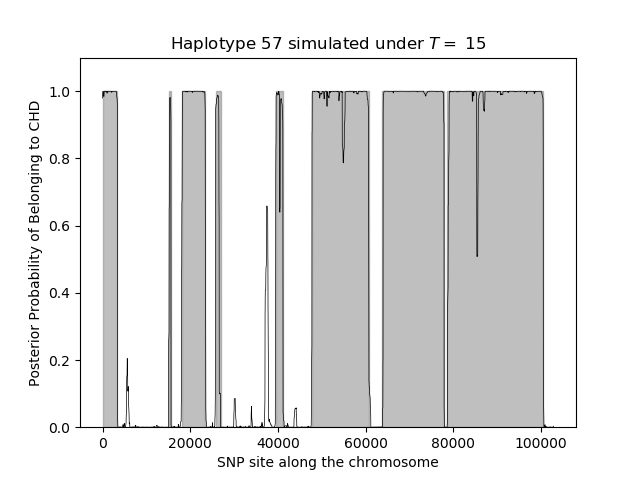 Haplotype 57 simulated under T = 15
Posterior Probability of Belonging to CHD
1.0
0.8
0.6
0.4
0.2
0.0
0 20000 40000 60000 80000 100000
SNP site along the chromosome